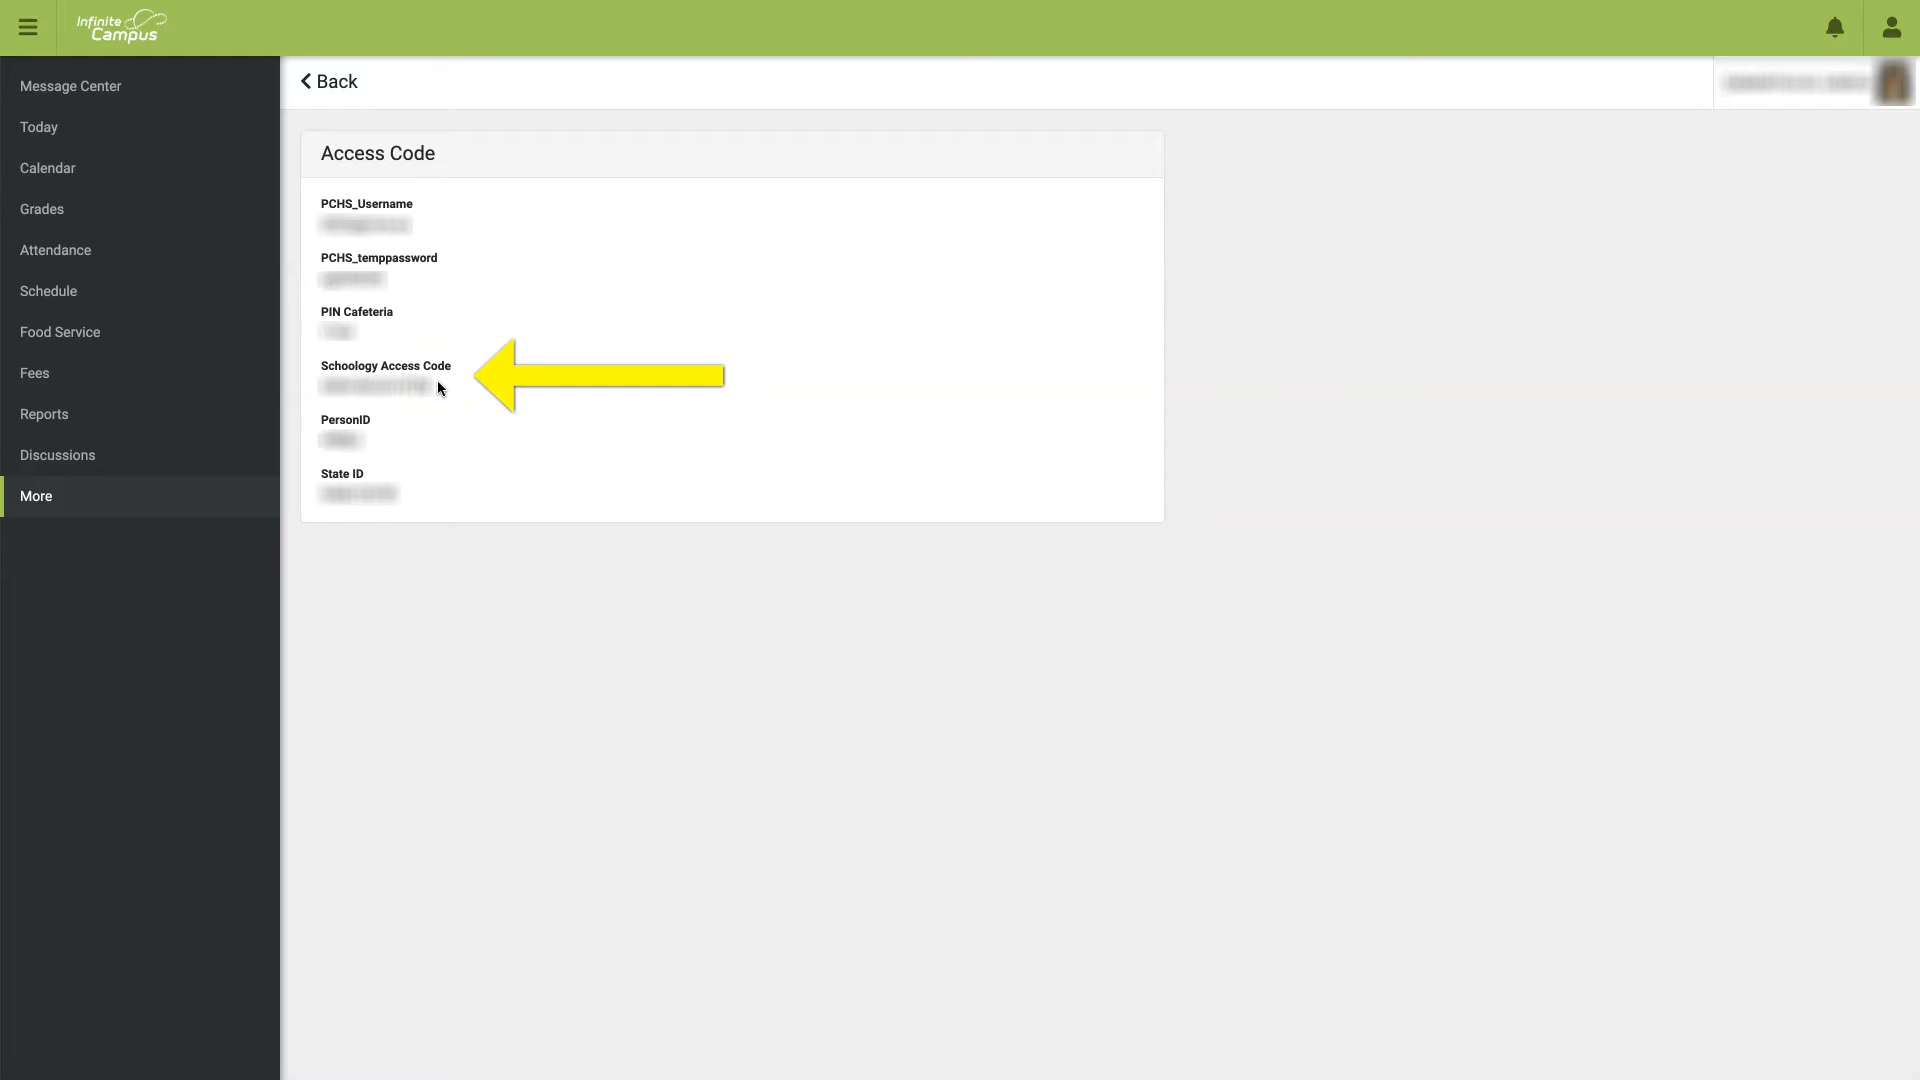 Infinite
Campus
Message Center
Today
Calendar
Grades
Attendance
Schedule
Food Service
Fees
Reports
Discussions
More
Back
Access Code
PCHS_Username
PCHS_temppassword
PIN Cafeteria
Schoology Access Code
PersonID
State ID